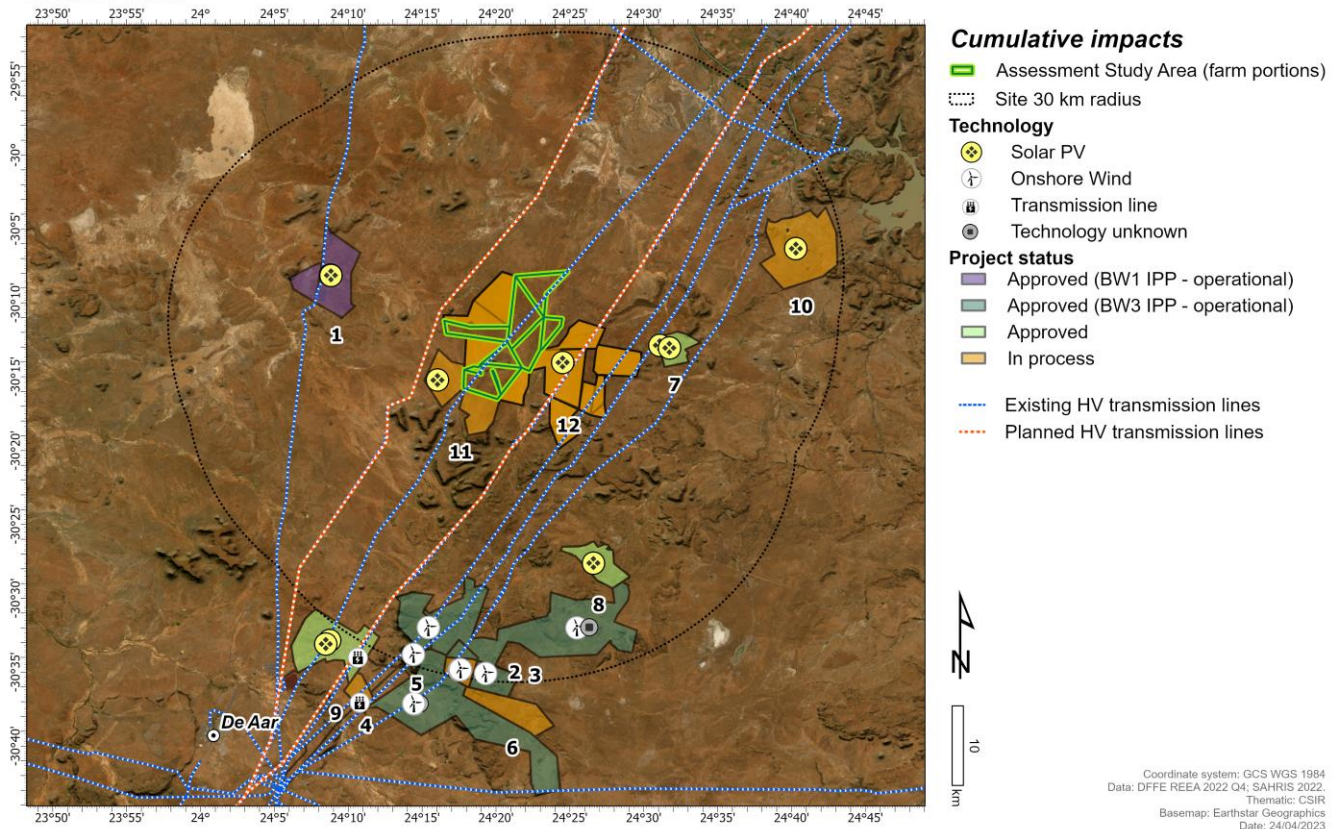 23°50' 23°55' 24° 24°5' 24°10' 24°15' 24°20' 24°25' 24°30' 24°35' 24°40' 24°45'
-29°55'
-30°
-30°5'
-30°10'
-30°15'
-30°20'
-30°25'
-30°30'
-30°35'
-30°40'
1
10
7
12
11
8
2 3
5
9
4
6
De Aar
23°50' 23°55' 24° 24°5' 24°10' 24°15' 24°20' 24°25' 24°30' 24°35' 24°40' 24°45'
Cumulative impacts
Assessment Study Area (farm portions)
Site 30 km radius
Technology
Solar PV
Onshore Wind
Transmission line
Technology unknown
Project status
Approved (BW1 IPP - operational)
Approved (BW3 IPP - operational)
Approved
In process
Existing HV transmission lines
Planned HV transmission lines
N
10
km
Coordinate system: GCS WGS 1984
Data: DFFE REEA 2022 Q4; SAHRIS 2022.
Thematic: CSIR
Basemap: Earthstar Geographics
Date: 24/04/2023